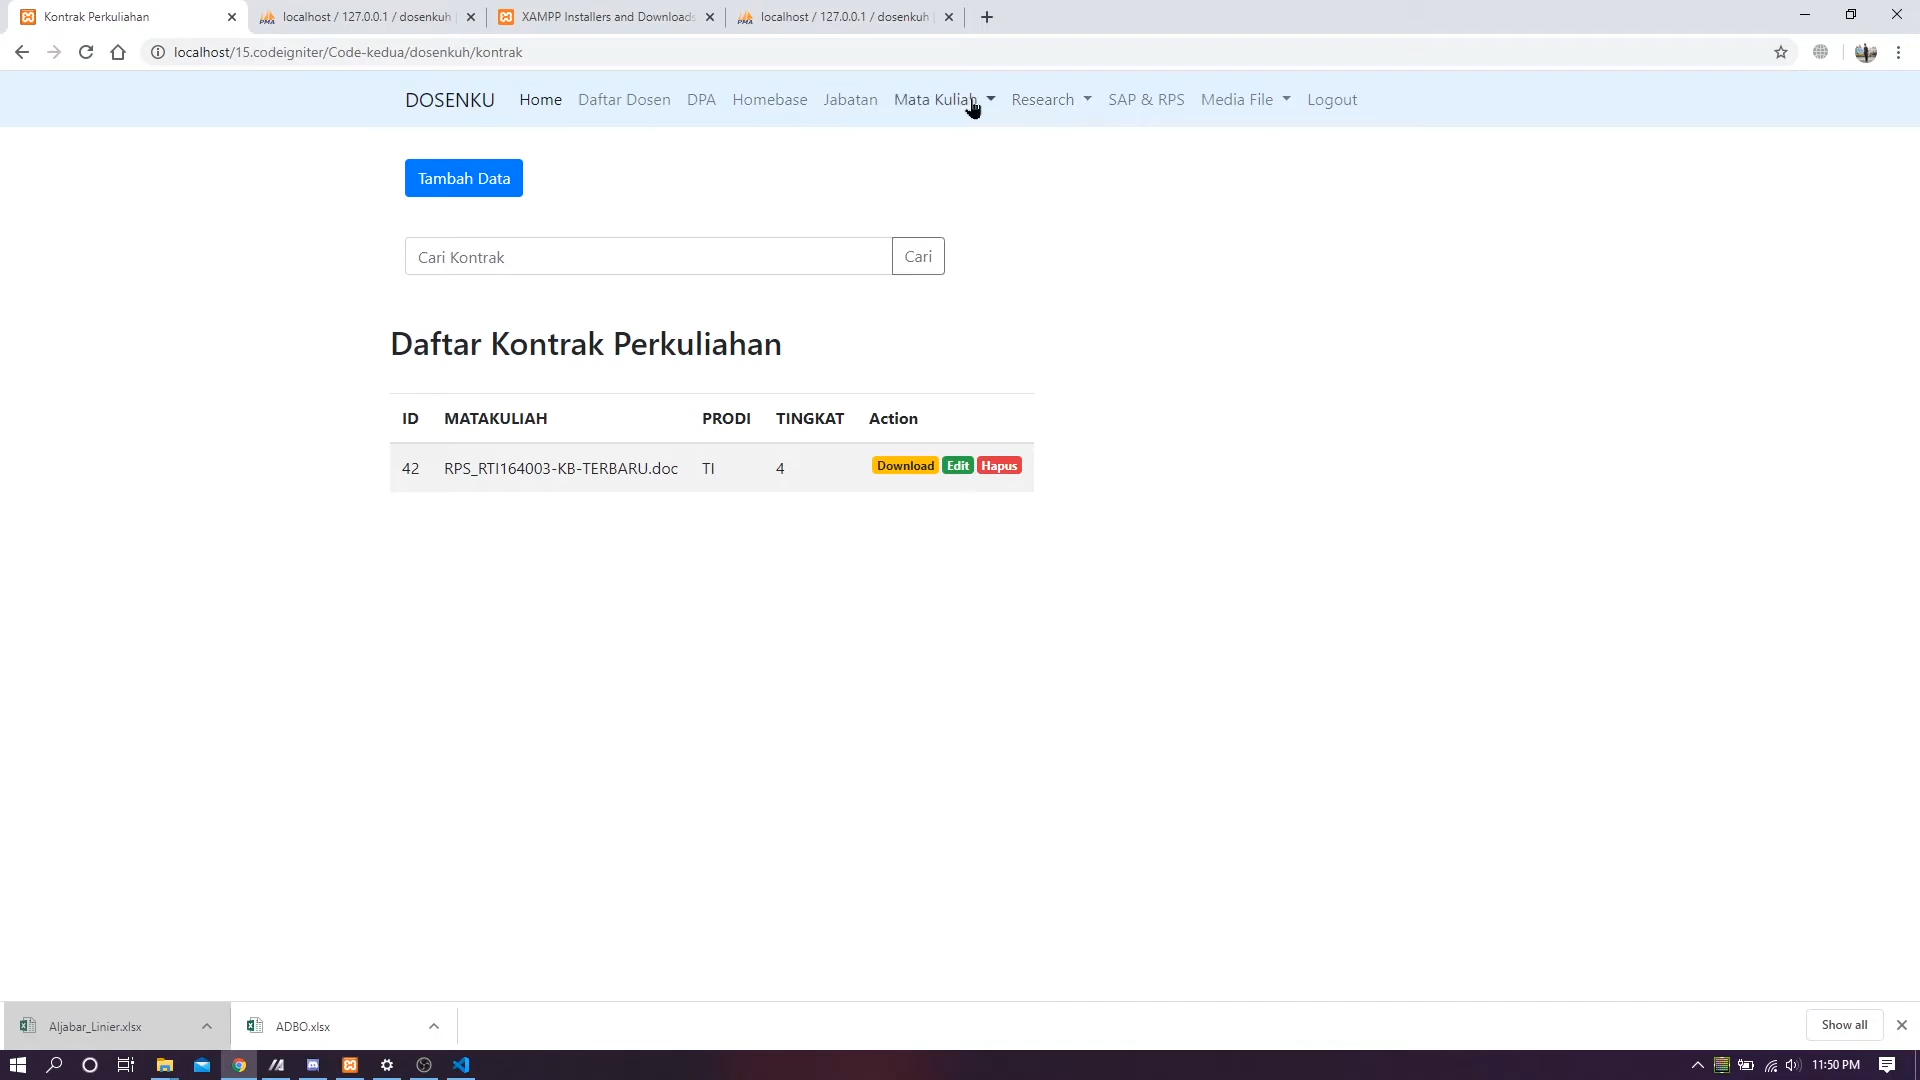 Kontrak Perkuliahan
localhost / 127.0.0.1 / dosenkuh
XAMPP Installers and Downloads
localhost / 127.0.0.1 / dosenkuh
localhost/15.codeigniter/Code-kedua/dosenkuh/kontrak
DOSENKU Home Daftar Dosen DPA Homebase Jabatan Mata Kuliah Research SAP & RPS Media File Logout
Tambah Data
Cari Kontrak Cari
Daftar Kontrak Perkuliahan
ID MATAKULIAH PRODI TINGKAT Action
42 RPS_RTI164003-KB-TERBARU.doc TI 4 Download Edit Hapus
Aljabar_Linier.xlsx ADBO.xlsx Show all
11:50 PM